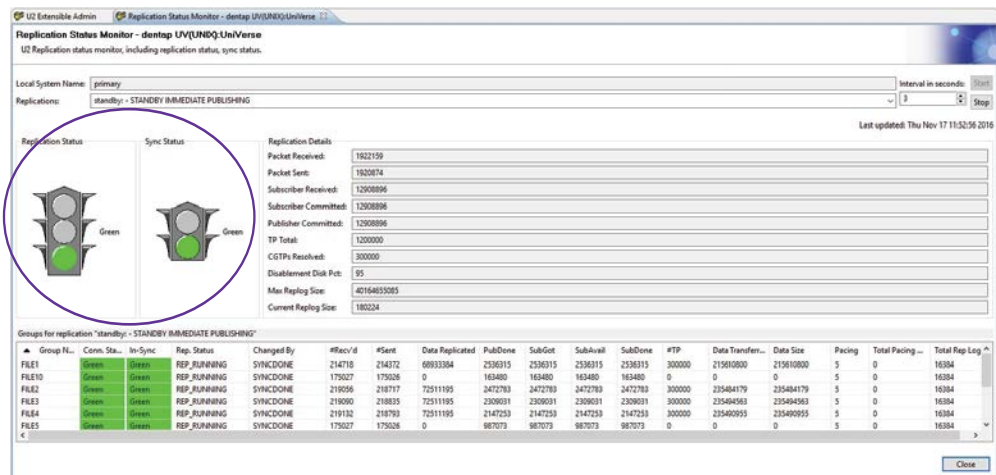 U2 Extensible Admin Replication Status Monitor - dentap UV(UNIX):UniVerse
Replication Status Monitor - dentap UV(UNIX):UniVerse
U2 Replication status monitor, including replication status, sync status.
Local System Name: primary Interval in seconds: Start
Replications: standby: - STANDBY IMMEDIATE PUBLISHING 3 Stop
Last updated: Thu Nov 17 11:52:56 2016
Replication Status Sync Status Replication Details
Packet Received: 1922159
Packet Sent: 1920874
Subscriber Received: 12908896
Subscriber Committed: 12908896
Green Green Publisher Committed: 12908896
TP Total: 1200000
CGTPs Resolved: 300000
Disablement Disk Pct: 95
Max Replog Size: 40164655085
Current Replog Size: 180224
Groups for replication "standby: - STANDBY IMMEDIATE PUBLISHING"
Group N... Conn. Sta... In-Sync Rep. Status Changed By #Recv'd #Sent Data Replicated PubDone SubGot SubAvail SubDone #TP Data Transferr... Data Size Pacing Total Pacing ... Total Rep Log
FILE1 Green Green REP_RUNNING SYNCDONE 214718 214372 68933384 2536315 2536315 2536315 2536315 300000 215610800 215610800 5 0 16384
FILE10 Green Green REP_RUNNING SYNCDONE 175027 175026 0 163480 163480 163480 163480 0 0 0 5 0 16384
FILE2 Green Green REP_RUNNING SYNCDONE 219056 218717 72511195 2472783 2472783 2472783 2472783 300000 235484179 235484179 5 0 16384
FILE3 Green Green REP_RUNNING SYNCDONE 219090 218835 72511195 2309031 2309031 2309031 2309031 300000 235494563 235494563 5 0 16384
FILE4 Green Green REP_RUNNING SYNCDONE 219132 218793 72511195 2147253 2147253 2147253 2147253 300000 235490955 235490955 5 0 16384
FILE5 Green Green REP_RUNNING SYNCDONE 175027 175026 0 987073 987073 987073 987073 0 0 0 5 0 16384
Close